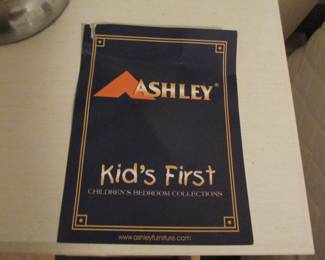 ASHLEY®
Kid's First
CHILDREN'S BEDROOM COLLECTIONS
www.ashleyfurniture.com